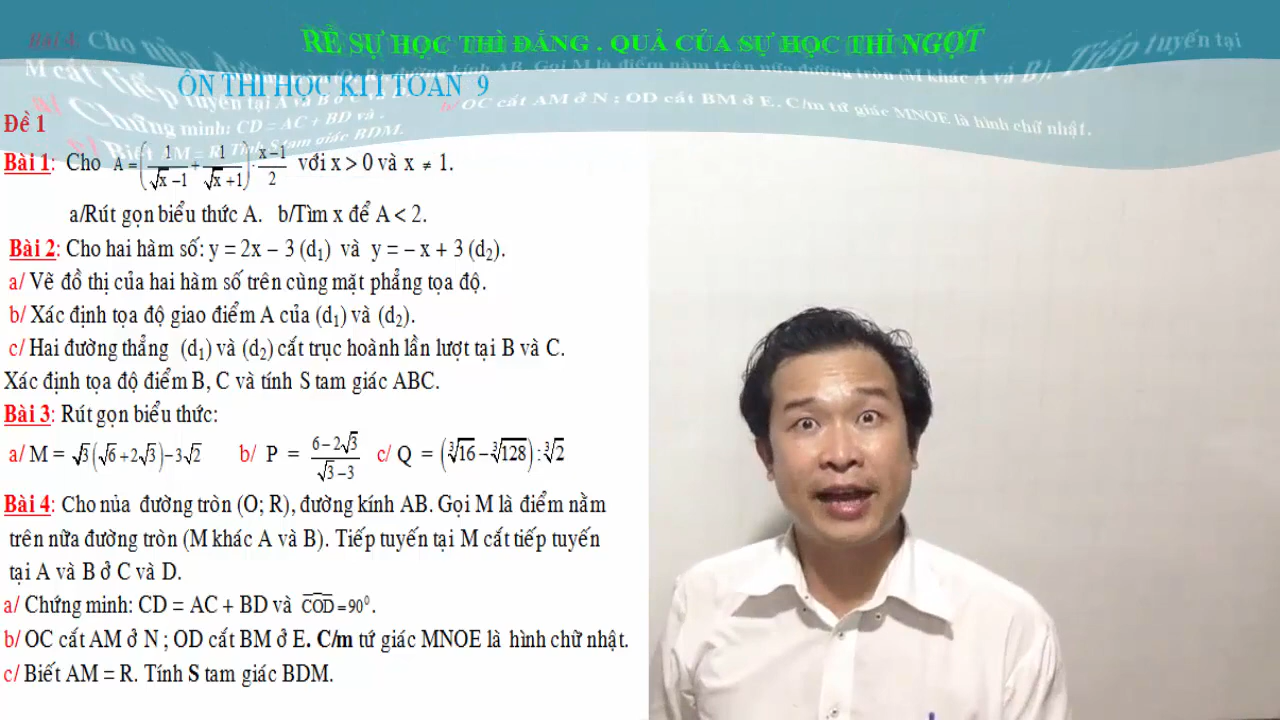 RỄ SỰ HỌC THÌ ĐẮNG . QUẢ CỦA SỰ HỌC THÌ NGỌT
ÔN THI HỌC KÌ I TOÁN 9
Đề 1
Bài 1: Cho A = (1/(√x −1) + 1/(√x +1)) · (x−1)/2 với x > 0 và x ≠ 1.
a/Rút gọn biểu thức A. b/Tìm x để A < 2.
Bài 2: Cho hai hàm số: y = 2x – 3 (d₁) và y = – x + 3 (d₂).
a/ Vẽ đồ thị của hai hàm số trên cùng mặt phẳng tọa độ.
b/ Xác định tọa độ giao điểm A của (d₁) và (d₂).
c/ Hai đường thẳng (d₁) và (d₂) cắt trục hoành lần lượt tại B và C.
Xác định tọa độ điểm B, C và tính S tam giác ABC.
Bài 3: Rút gọn biểu thức:
a/ M = √3(√6 +2√3)−3√2 b/ P = (6−2√3)/(√3−3) c/ Q = (∛16 −∛128) : ∛2
Bài 4: Cho nủa đường tròn (O; R), đường kính AB. Gọi M là điểm nằm
trên nữa đường tròn (M khác A và B). Tiếp tuyến tại M cắt tiếp tuyến
tại A và B ở C và D.
a/ Chứng minh: CD = AC + BD và COD = 90⁰.
b/ OC cắt AM ở N ; OD cắt BM ở E. C/m tứ giác MNOE là hình chữ nhật.
c/ Biết AM = R. Tính S tam giác BDM.